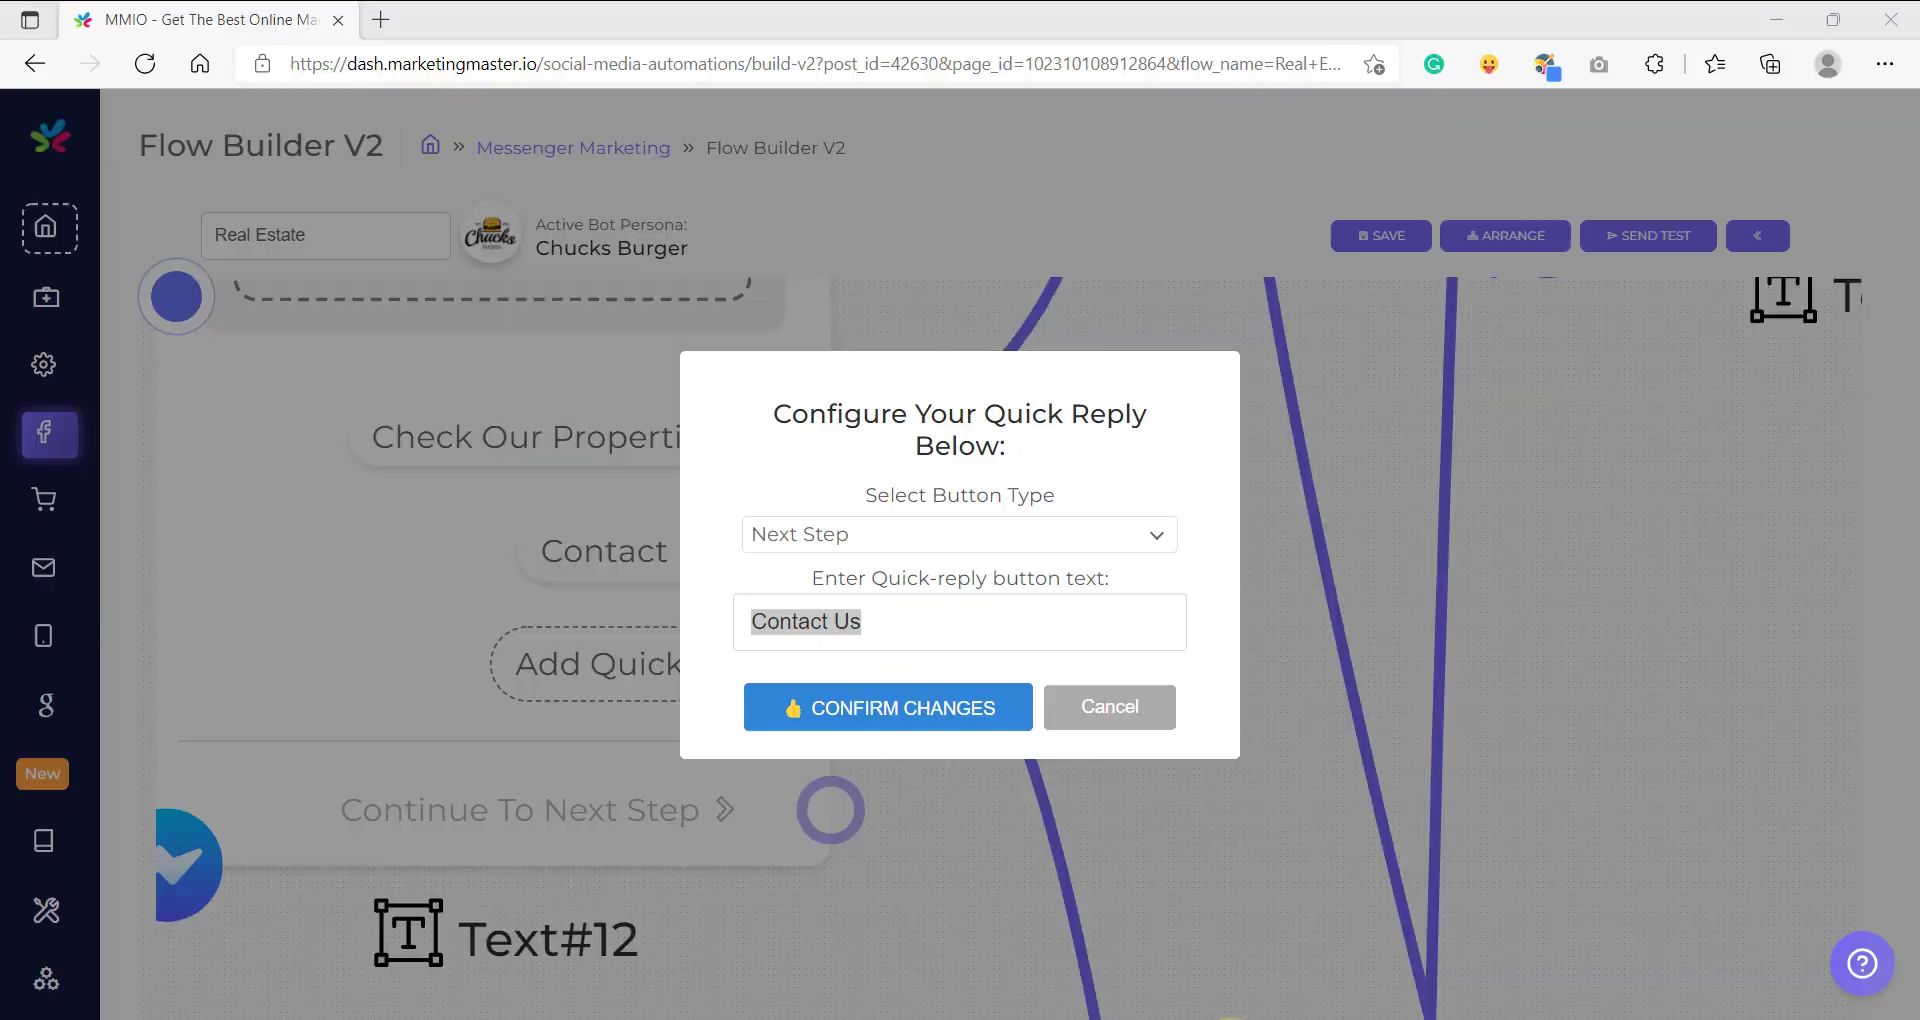 MMIO - Get The Best Online Ma
https://dash.marketingmaster.io/social-media-automations/build-v2?post_id=42630&page_id=102310108912864&flow_name=Real+E...
Flow Builder V2
» Messenger Marketing » Flow Builder V2
Real Estate
Chucks
Active Bot Persona:
Chucks Burger
SAVE
ARRANGE
SEND TEST
Check Our Properti
Contact
Add Quick
Continue To Next Step
Text#12
Configure Your Quick Reply
Below:
Select Button Type
Next Step
Enter Quick-reply button text:
Contact Us
👍 CONFIRM CHANGES
Cancel
New